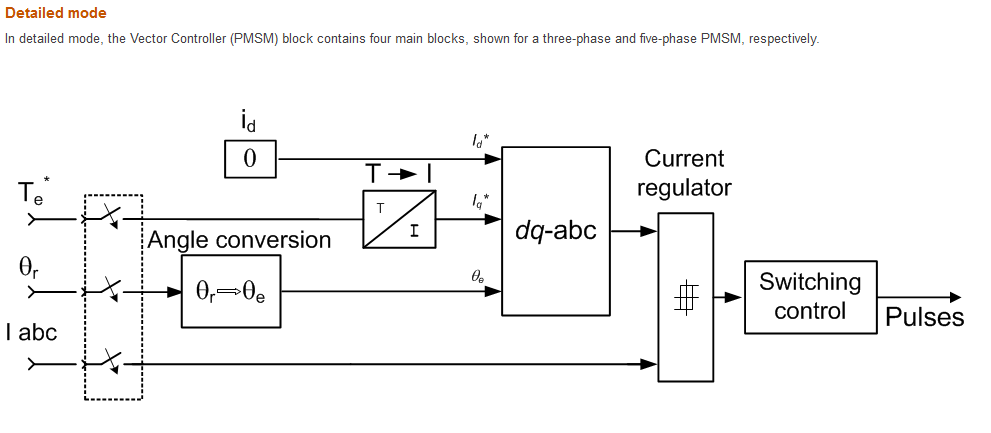 Detailed mode
In detailed mode, the Vector Controller (PMSM) block contains four main blocks, shown for a three-phase and five-phase PMSM, respectively.
id
0
Id*
T → I
Current
regulator
Te*
T
I
Iq*
dq-abc
Angle conversion
θr
θr⇒θe
θe
Switching
control
Pulses
I abc